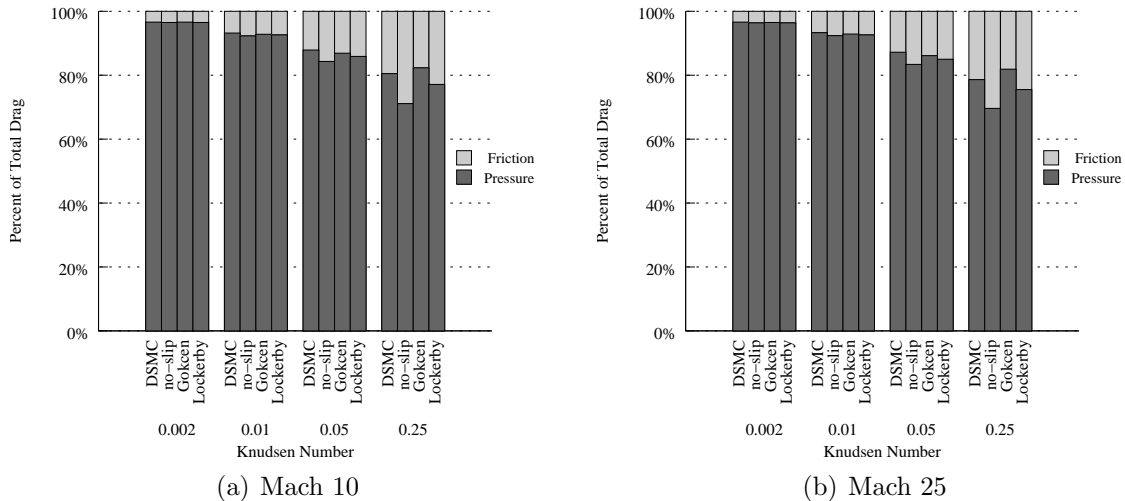 100%
80%
60%
40%
20%
0%
Percent of Total Drag
Friction
Pressure
DSMC
no−slip
Gokcen
Lockerby
DSMC
no−slip
Gokcen
Lockerby
DSMC
no−slip
Gokcen
Lockerby
DSMC
no−slip
Gokcen
Lockerby
0.002 0.01 0.05 0.25
Knudsen Number
(a) Mach 10
100%
80%
60%
40%
20%
0%
Percent of Total Drag
Friction
Pressure
DSMC
no−slip
Gokcen
Lockerby
DSMC
no−slip
Gokcen
Lockerby
DSMC
no−slip
Gokcen
Lockerby
DSMC
no−slip
Gokcen
Lockerby
0.002 0.01 0.05 0.25
Knudsen Number
(b) Mach 25